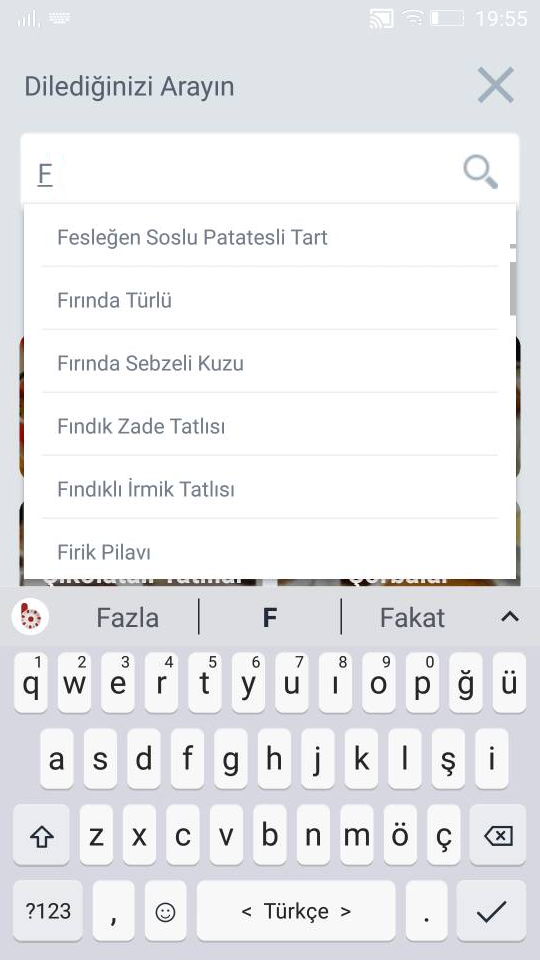 19:55
Dilediğinizi Arayın
F
Fesleğen Soslu Patatesli Tart
Fırında Türlü
Fırında Sebzeli Kuzu
Fındık Zade Tatlısı
Fındıklı İrmik Tatlısı
Firik Pilavı
Fazla F Fakat
1 2 3 4 5 6 7 8 9 0
q w e r t y u ı o p ğ ü
a s d f g h j k l ş i
z x c v b n m ö ç
?123 , < Türkçe > .